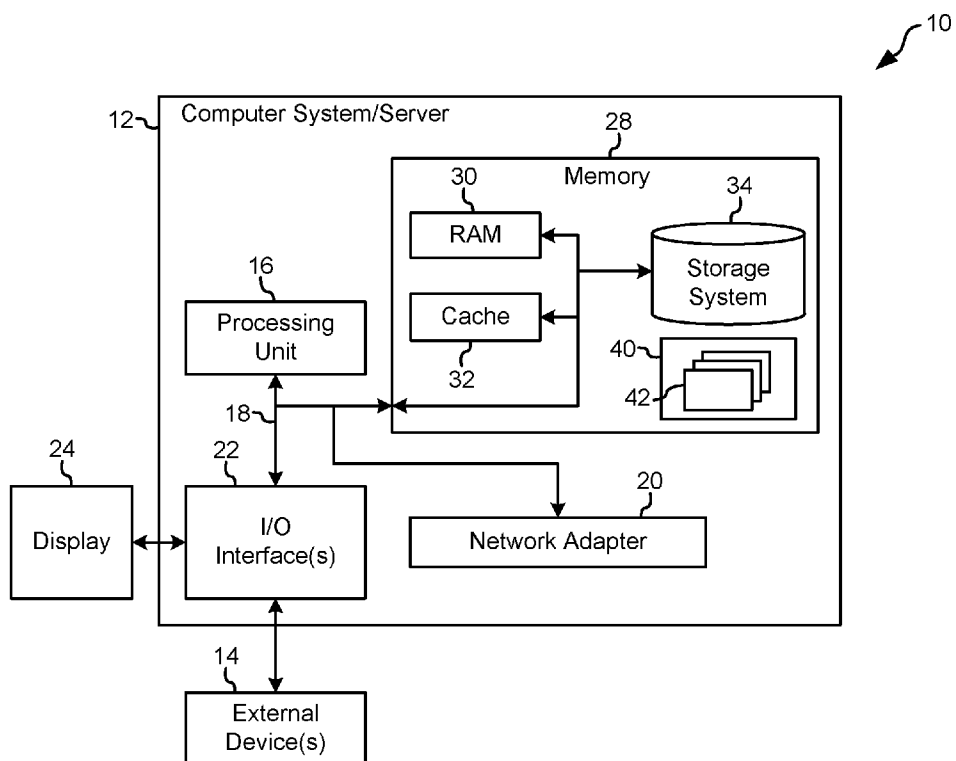 10
Computer System/Server
12
28
Memory
30
RAM
34
Storage
System
16
Processing
Unit
Cache
32
40
42
18
24
22
20
Display
I/O
Interface(s)
Network Adapter
14
External
Device(s)